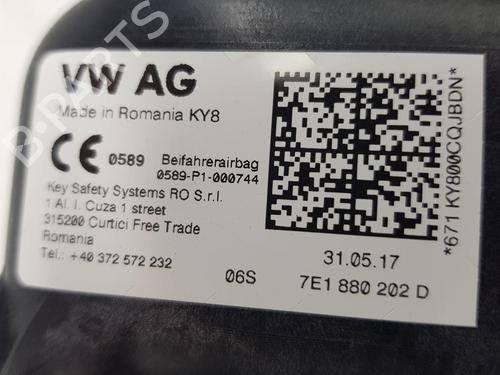 VW AG
Made in Romania KY8
CE 0589 Beifahrerairbag
0589-P1-000744
Key Safety Systems RO S.r.l.
1 Al. I. Cuza 1 street
315200 Curtici Free Trade
Romania
Tel.: +40 372 572 232
06S
31.05.17
7E1 880 202 D
*671 KY800CQJBDN*
B-PARTS